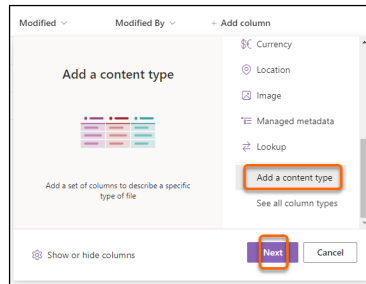 Modified Modified By + Add column
Add a content type
Add a set of columns to describe a specific
type of file
Currency
Location
Image
Managed metadata
Lookup
Add a content type
See all column types
Show or hide columns
Next
Cancel